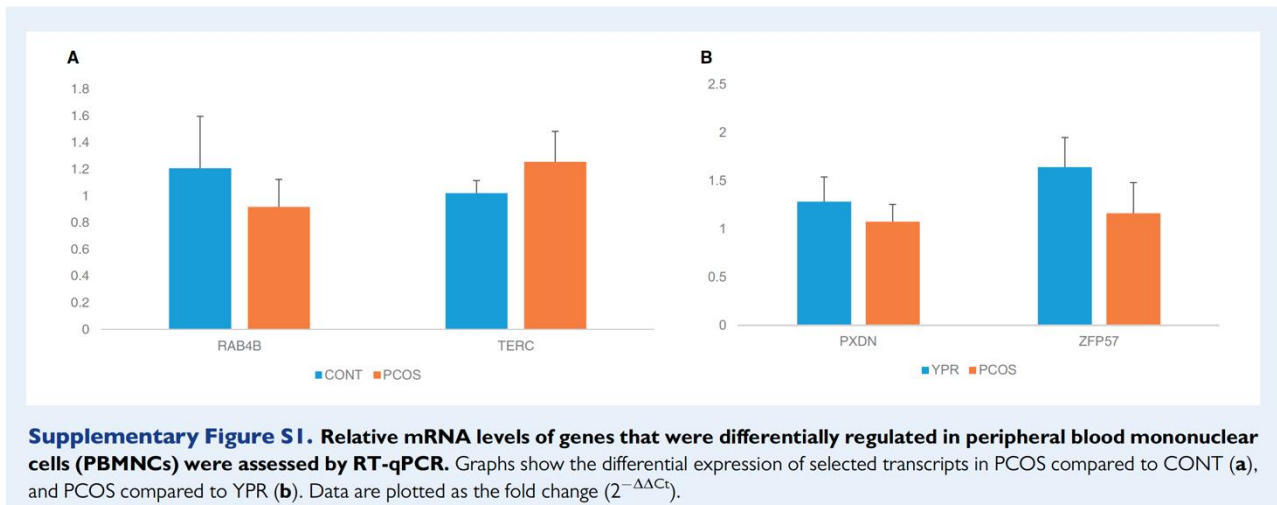 A
1.8
1.6
1.4
1.2
1
0.8
0.6
0.4
0.2
0
RAB4B TERC
CONT PCOS
B
2.5
2
1.5
1
0.5
0
PXDN ZFP57
YPR PCOS
Supplementary Figure S1. Relative mRNA levels of genes that were differentially regulated in peripheral blood mononuclear
cells (PBMNCs) were assessed by RT-qPCR. Graphs show the differential expression of selected transcripts in PCOS compared to CONT (a),
and PCOS compared to YPR (b). Data are plotted as the fold change (2−ΔΔCt).